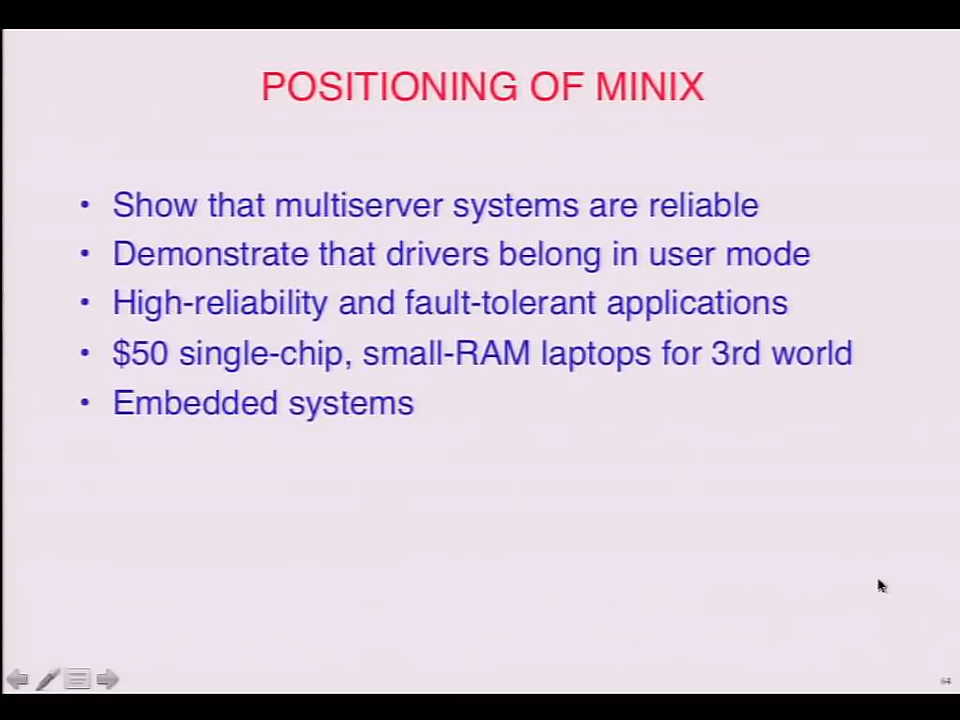 POSITIONING OF MINIX
• Show that multiserver systems are reliable
• Demonstrate that drivers belong in user mode
• High-reliability and fault-tolerant applications
• $50 single-chip, small-RAM laptops for 3rd world
• Embedded systems
64